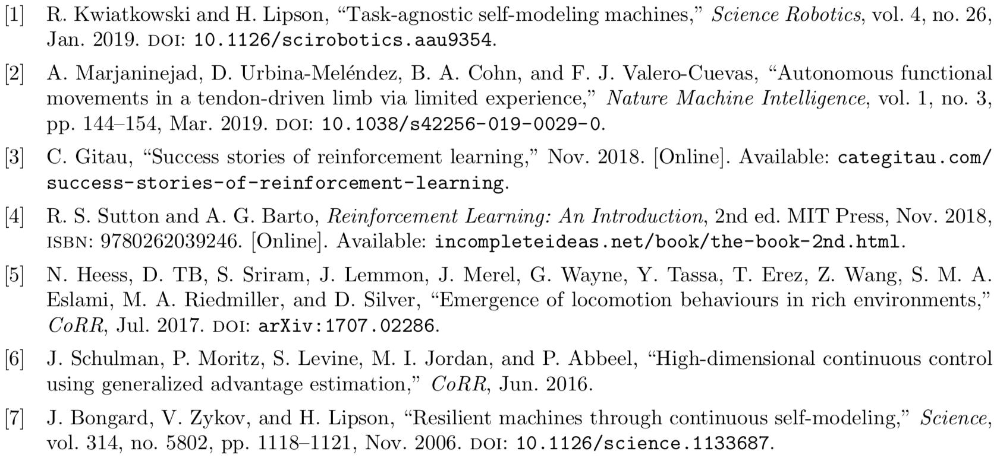 [1] R. Kwiatkowski and H. Lipson, “Task-agnostic self-modeling machines,” Science Robotics, vol. 4, no. 26,
Jan. 2019. DOI: 10.1126/scirobotics.aau9354.
[2] A. Marjaninejad, D. Urbina-Meléndez, B. A. Cohn, and F. J. Valero-Cuevas, “Autonomous functional
movements in a tendon-driven limb via limited experience,” Nature Machine Intelligence, vol. 1, no. 3,
pp. 144–154, Mar. 2019. DOI: 10.1038/s42256-019-0029-0.
[3] C. Gitau, “Success stories of reinforcement learning,” Nov. 2018. [Online]. Available: categitau.com/
success-stories-of-reinforcement-learning.
[4] R. S. Sutton and A. G. Barto, Reinforcement Learning: An Introduction, 2nd ed. MIT Press, Nov. 2018,
ISBN: 9780262039246. [Online]. Available: incompleteideas.net/book/the-book-2nd.html.
[5] N. Heess, D. TB, S. Sriram, J. Lemmon, J. Merel, G. Wayne, Y. Tassa, T. Erez, Z. Wang, S. M. A.
Eslami, M. A. Riedmiller, and D. Silver, “Emergence of locomotion behaviours in rich environments,”
CoRR, Jul. 2017. DOI: arXiv:1707.02286.
[6] J. Schulman, P. Moritz, S. Levine, M. I. Jordan, and P. Abbeel, “High-dimensional continuous control
using generalized advantage estimation,” CoRR, Jun. 2016.
[7] J. Bongard, V. Zykov, and H. Lipson, “Resilient machines through continuous self-modeling,” Science,
vol. 314, no. 5802, pp. 1118–1121, Nov. 2006. DOI: 10.1126/science.1133687.